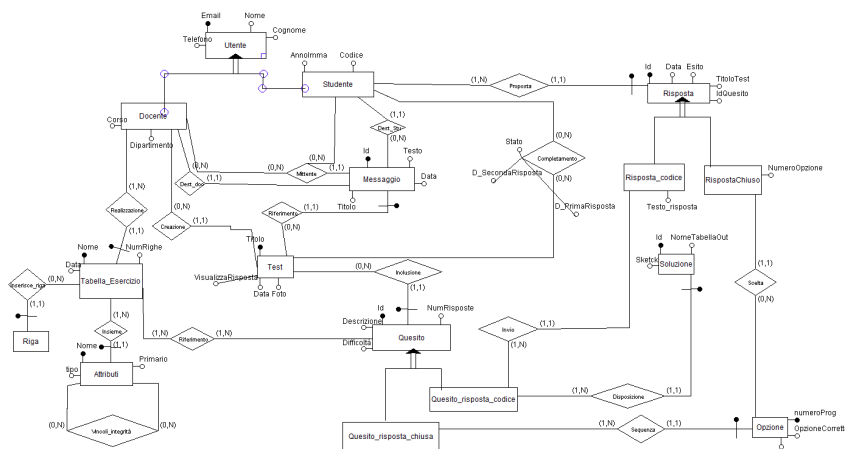 Email
Nome
Cognome
Telefono
Utente
AnnoImma
Codice
Studente
(1,N)
Proposta
(1,1)
Id
Data
Esito
TitoloTest
IdQuesito
Risposta
Corso
Docente
Dipartimento
(1,1)
Dest_Stu
(0,N)
(0,N)
Completamento
(0,N)
Stato
D_SecondaRisposta
D_PrimaRisposta
Risposta_codice
Testo_risposta
RispostaChiuso
NumeroOpzione
(0,N)
(0,N)
Mittente
(1,1)
(0,N)
Dest_doc
(1,1)
Id
Testo
Messaggio
Data
Titolo
(1,N)
Realizzazione
(1,1)
(0,N)
Creazione
(1,1)
Riferimento
(1,1)
(0,N)
Titolo
Test
VisualizzaRisposta
Data
Foto
Inclusione
(1,1)
Id
NomeTabellaOut
Soluzione
(1,1)
Scelta
(0,N)
Nome
NumRighe
Data
Tabella_Esercizio
Inserisce_riga
(0,N)
(1,1)
Riga
(0,N)
Insieme
(1,1)
(1,N)
Riferimento
(1,N)
Id
NumRisposte
Descrizione
Difficoltà
Quesito
Invio
(1,1)
(1,N)
Nome
Primario
tipo
Attributi
(0,N)
(0,N)
Vincoli_integrità
Quesito_risposta_codice
(1,N)
Disposizione
(1,1)
Quesito_risposta_chiusa
(1,N)
Sequenza
(1,1)
Opzione
numeroProg
OpzioneCorrett